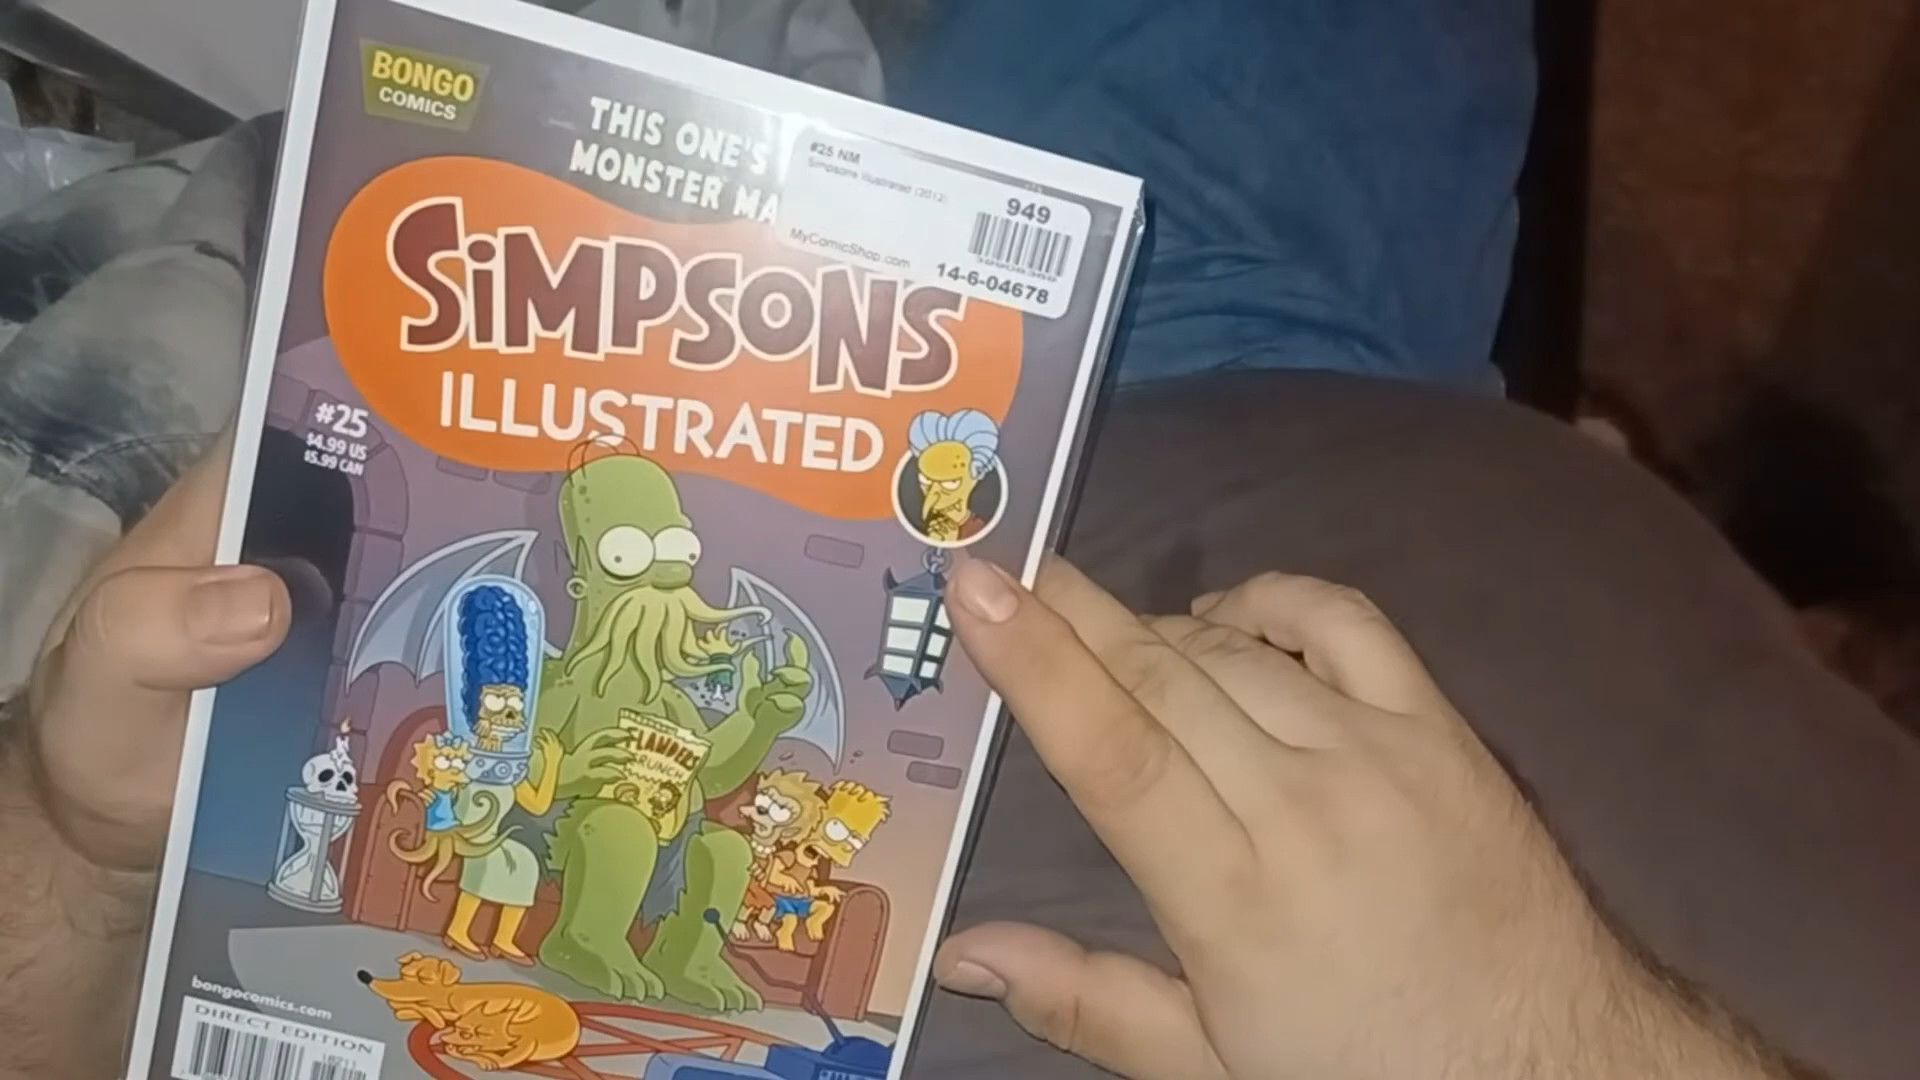 BONGO
COMICS
THIS ONE'S
MONSTER MA
#25 NM
Simpsons Illustrated (2012)
949
MyComicShop.com
14-6-04678
SiMPSONS
ILLUSTRATED
#25
$4.99 US
$5.99 CAN
FLANDERS
CRUNCH
bongocomics.com
DIRECT EDITION